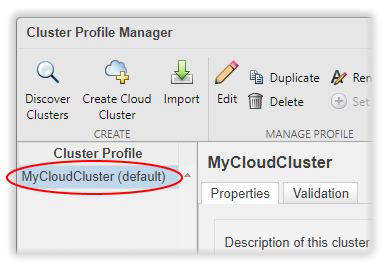 Cluster Profile Manager
Discover Clusters
Create Cloud Cluster
Import
Edit
Duplicate
Delete
Ren
Set
CREATE
MANAGE PROFILE
Cluster Profile
MyCloudCluster (default)
MyCloudCluster
Properties
Validation
Description of this cluster